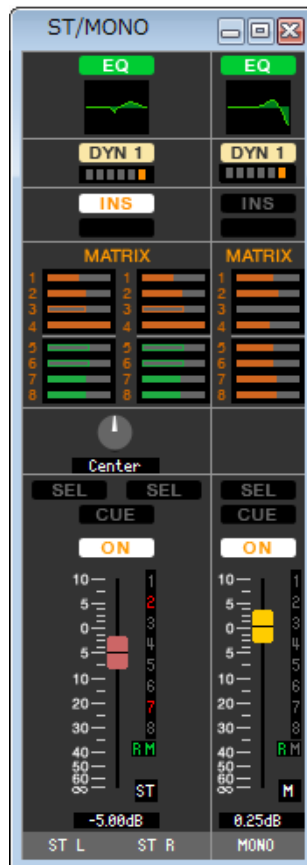 ST/MONO
EQ EQ
DYN 1 DYN 1
INS INS
MATRIX MATRIX
1 1 1
2 2 2
3 3 3
4 4 4
5 5 5
6 6 6
7 7 7
8 8 8
Center
SEL SEL SEL
CUE CUE
ON ON
10 1 10 1
5 2 5 2
0 3 0 3
5 4 5 4
10 5 10 5
20 6 20 6
30 7 30 7
8 8
40 R M 40 R M
50 50
60 60
∞ ST ∞ M
-5.00dB 0.25dB
ST L ST R MONO